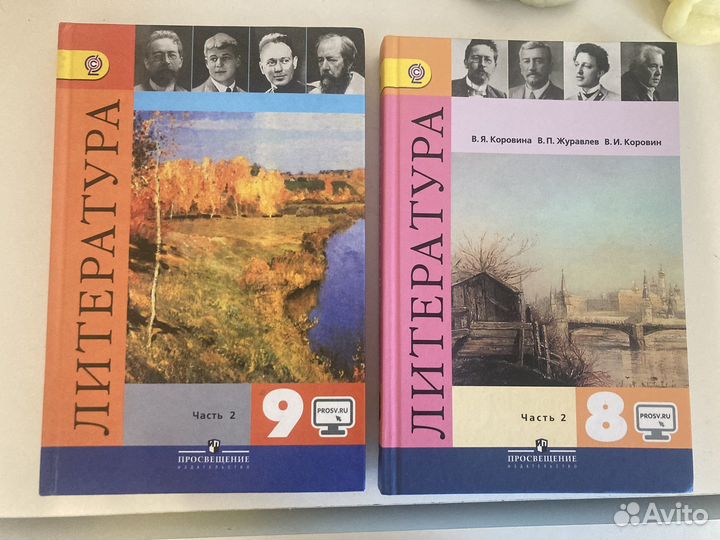 ЛИТЕРАТУРА
Часть 2
9
PROSV.RU
ПРОСВЕЩЕНИЕ
ИЗДАТЕЛЬСТВО
В. Я. Коровина В. П. Журавлев В. И. Коровин
ЛИТЕРАТУРА
Часть 2
8
PROSV.RU
ПРОСВЕЩЕНИЕ
ИЗДАТЕЛЬСТВО
Avito